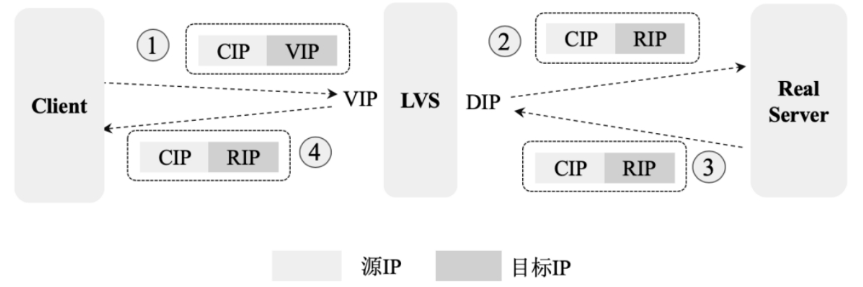 ① CIP VIP
② CIP RIP
Client
VIP
LVS
DIP
Real
Server
CIP RIP ④
CIP RIP ③
源IP 目标IP